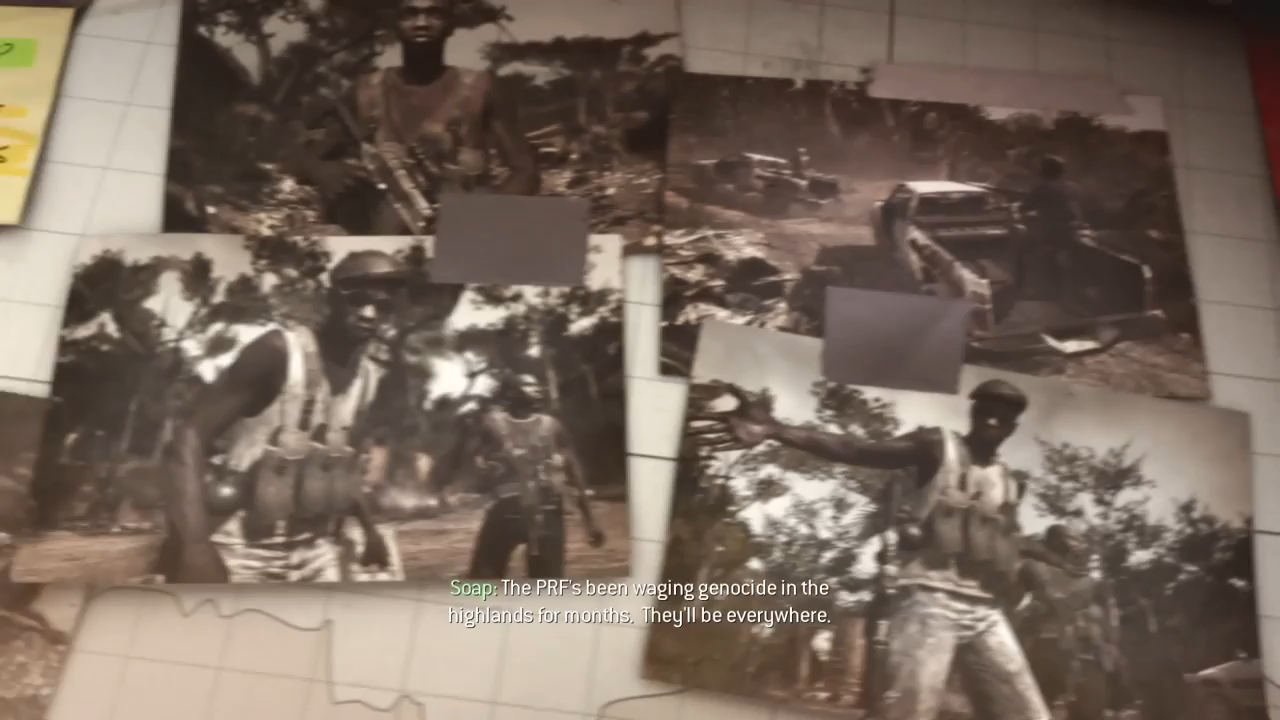 Soap: The PRF's been waging genocide in the
highlands for months. They'll be everywhere.